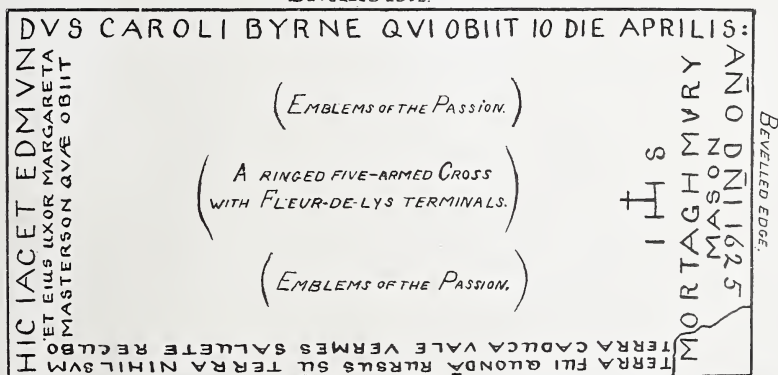 HIC IACET EDMVN
DVS CAROLI BYRNE QVI OBIIT 10 DIE APRILIS:
AÑO DÑI 1625
ET EIUS UXOR MARGARETA
MASTERSON QVÆ OBIIT
(EMBLEMS OF THE PASSION.)
(A RINGED FIVE-ARMED CROSS
WITH FLEUR-DE-LYS TERMINALS.)
(EMBLEMS OF THE PASSION.)
IHS
MORTAGH MVRY
MASON
TERRA FUI QUONDĀ RURSUS SU TERRA NIHILSVM
TERRA CADUCA VALE VERMES SALUETE RECUBO
BEVELLED EDGE.